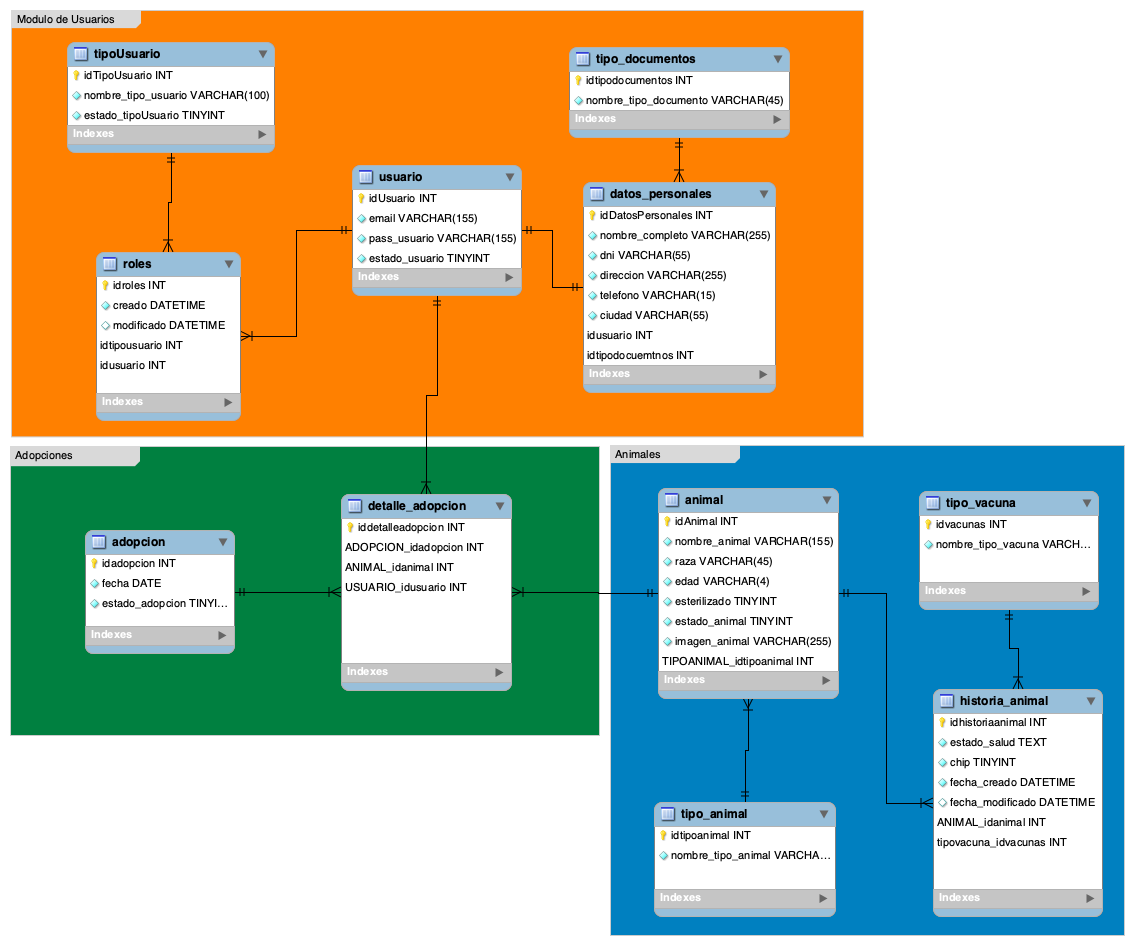 Modulo de Usuarios
tipoUsuario
idTipoUsuario INT
nombre_tipo_usuario VARCHAR(100)
estado_tipoUsuario TINYINT
Indexes
tipo_documentos
idtipodocumentos INT
nombre_tipo_documento VARCHAR(45)
Indexes
usuario
idUsuario INT
email VARCHAR(155)
pass_usuario VARCHAR(155)
estado_usuario TINYINT
Indexes
datos_personales
idDatosPersonales INT
nombre_completo VARCHAR(255)
dni VARCHAR(55)
direccion VARCHAR(255)
telefono VARCHAR(15)
ciudad VARCHAR(55)
idusuario INT
idtipodocuemtnos INT
Indexes
roles
idroles INT
creado DATETIME
modificado DATETIME
idtipousuario INT
idusuario INT
Indexes
Adopciones
adopcion
idadopcion INT
fecha DATE
estado_adopcion TINYI...
Indexes
detalle_adopcion
iddetalleadopcion INT
ADOPCION_idadopcion INT
ANIMAL_idanimal INT
USUARIO_idusuario INT
Indexes
Animales
animal
idAnimal INT
nombre_animal VARCHAR(155)
raza VARCHAR(45)
edad VARCHAR(4)
esterilizado TINYINT
estado_animal TINYINT
imagen_animal VARCHAR(255)
TIPOANIMAL_idtipoanimal INT
Indexes
tipo_vacuna
idvacunas INT
nombre_tipo_vacuna VARCH...
Indexes
historia_animal
idhistoriaanimal INT
estado_salud TEXT
chip TINYINT
fecha_creado DATETIME
fecha_modificado DATETIME
ANIMAL_idanimal INT
tipovacuna_idvacunas INT
Indexes
tipo_animal
idtipoanimal INT
nombre_tipo_animal VARCHA...
Indexes